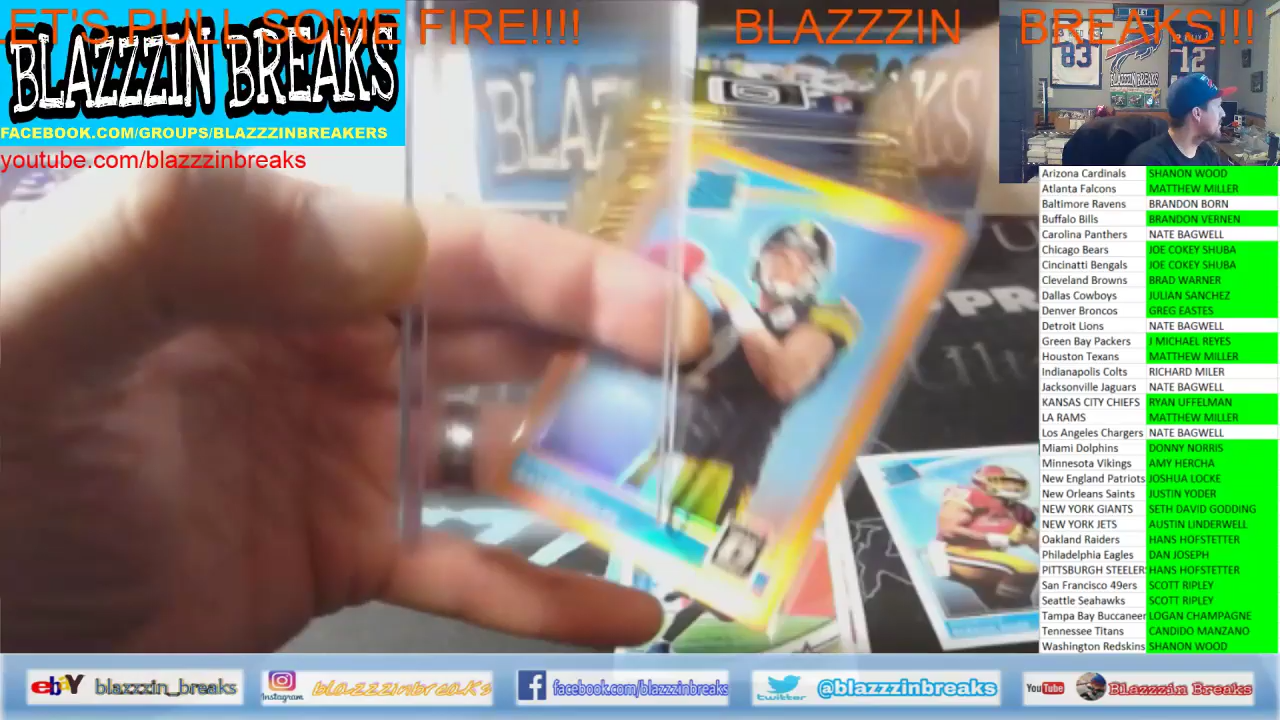 ET'S PULL SOME FIRE!!!! BLAZZZIN BREAKS!!!
BLAZZZIN BREAKS
FACEBOOK.COM/GROUPS/BLAZZZINBREAKERS
youtube.com/blazzzinbreaks
83
12
Arizona Cardinals SHANON WOOD
Atlanta Falcons MATTHEW MILLER
Baltimore Ravens BRANDON BORN
Buffalo Bills BRANDON VERNEN
Carolina Panthers NATE BAGWELL
Chicago Bears JOE COKEY SHUBA
Cincinatti Bengals JOE COKEY SHUBA
Cleveland Browns BRAD WARNER
Dallas Cowboys JULIAN SANCHEZ
Denver Broncos GREG EASTES
Detroit Lions NATE BAGWELL
Green Bay Packers J MICHAEL REYES
Houston Texans MATTHEW MILLER
Indianapolis Colts RICHARD MILER
Jacksonville Jaguars NATE BAGWELL
KANSAS CITY CHIEFS RYAN UFFELMAN
LA RAMS MATTHEW MILLER
Los Angeles Chargers NATE BAGWELL
Miami Dolphins DONNY NORRIS
Minnesota Vikings AMY HERCHA
New England Patriots JOSHUA LOCKE
New Orleans Saints JUSTIN YODER
NEW YORK GIANTS SETH DAVID GODDING
NEW YORK JETS AUSTIN LINDERWELL
Oakland Raiders HANS HOFSTETTER
Philadelphia Eagles DAN JOSEPH
PITTSBURGH STEELER HANS HOFSTETTER
San Francisco 49ers SCOTT RIPLEY
Seattle Seahawks SCOTT RIPLEY
Tampa Bay Buccaneer LOGAN CHAMPAGNE
Tennessee Titans CANDIDO MANZANO
Washington Redskins SHANON WOOD
ebay blazzzin_breaks
Instagram blazzzinbreaks
facebook.com/blazzzinbreaks
twitter @blazzzinbreaks
YouTube Blazzzin Breaks